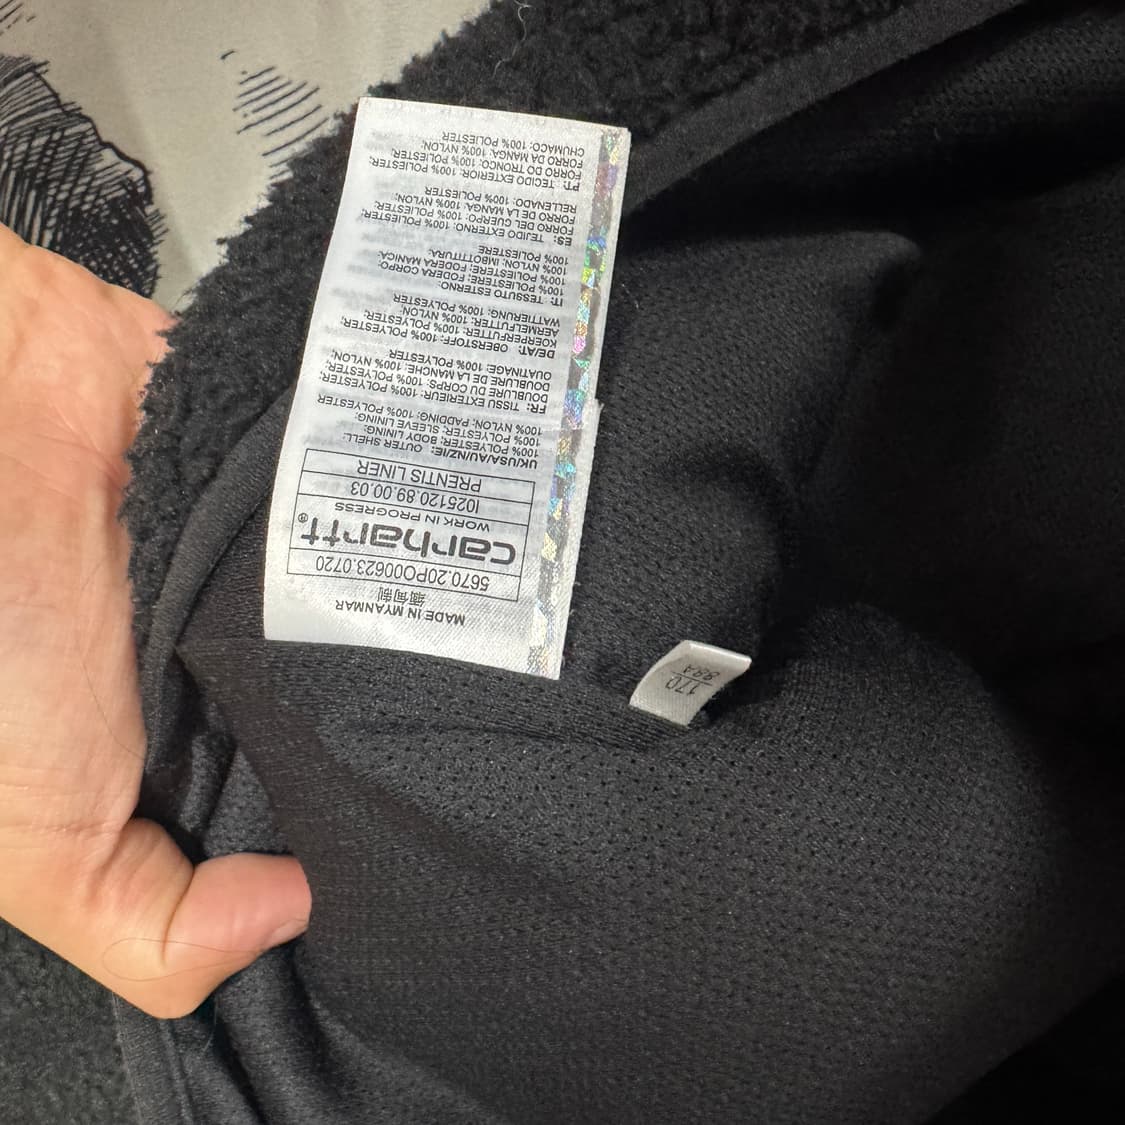 MADE IN MYANMAR
缅甸制
5670.20PO00623.0720
carhartt®
WORK IN PROGRESS
I025120.89.00.03
PRENTIS LINER
UK/USA/AU/NZ/IE: OUTER SHELL:
100% POLYESTER; BODY LINING:
100% POLYESTER; SLEEVE LINING:
100% NYLON; PADDING: 100% POLYESTER
FR: TISSU EXTERIEUR: 100% POLYESTER;
DOUBLURE DU CORPS: 100% POLYESTER;
DOUBLURE DE LA MANCHE: 100% NYLON;
OUATINAGE: 100% POLYESTER
DE/AT: OBERSTOFF: 100% POLYESTER;
KOERPERFUTTER: 100% POLYESTER;
AERMELFUTTER: 100% NYLON;
WATTIERUNG: 100% POLYESTER
IT: TESSUTO ESTERNO:
100% POLIESTERE; FODERA CORPO:
100% POLIESTERE; FODERA MANICA:
100% NYLON; IMBOTTITURA:
100% POLIESTERE
ES: TEJIDO EXTERNO: 100% POLIESTER;
FORRO DEL CUERPO: 100% POLIESTER;
FORRO DE LA MANGA: 100% NYLON;
RELLENADO: 100% POLIESTER
PT: TECIDO EXTERIOR: 100% POLIESTER;
FORRO DO TRONCO: 100% POLIESTER;
FORRO DA MANGA: 100% NYLON;
CHUMACO: 100% POLIESTER
170
88A